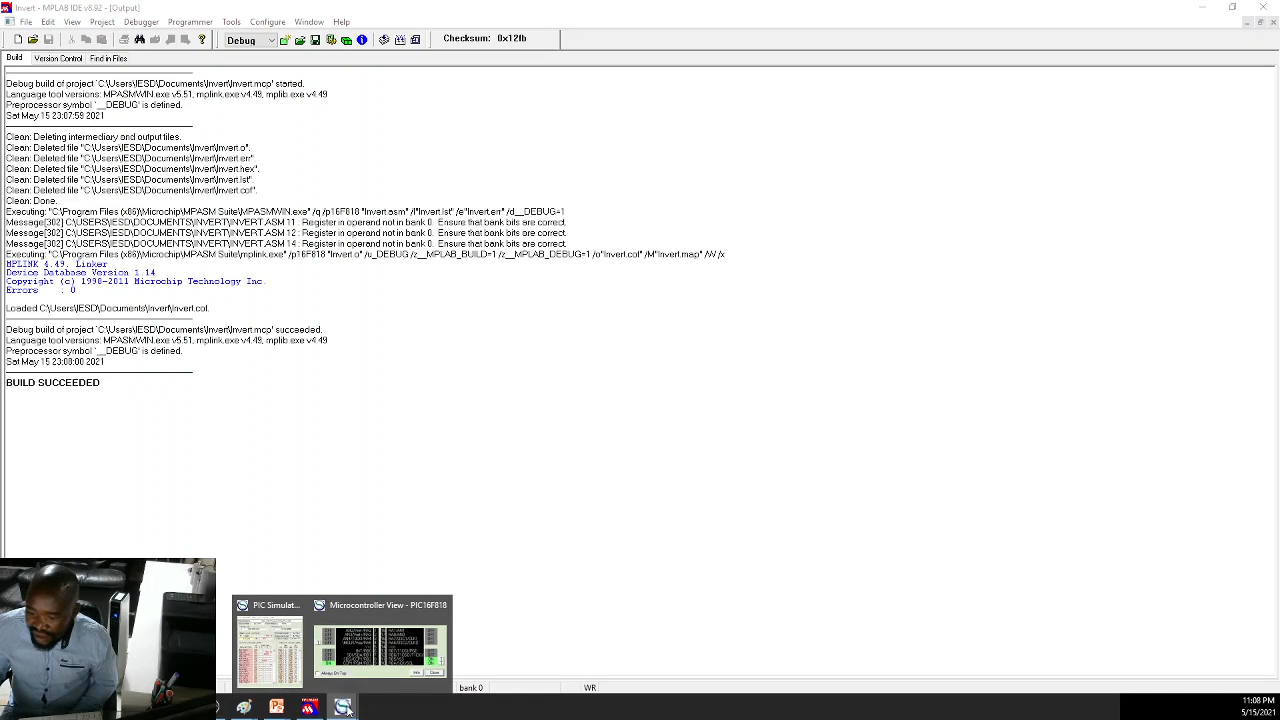 Invert - MPLAB IDE v8.92 - [Output]
File Edit View Project Debugger Programmer Tools Configure Window Help
Debug Checksum: 0x12fb
Build Version Control Find in Files
Debug build of project `C:\Users\IESD\Documents\Invert\Invert.mcp' started.
Language tool versions: MPASMWIN.exe v5.51, mplink.exe v4.49, mplib.exe v4.49
Preprocessor symbol `__DEBUG' is defined.
Sat May 15 23:07:59 2021
Clean: Deleting intermediary and output files.
Clean: Deleted file "C:\Users\IESD\Documents\Invert\Invert.o".
Clean: Deleted file "C:\Users\IESD\Documents\Invert\Invert.err".
Clean: Deleted file "C:\Users\IESD\Documents\Invert\Invert.hex".
Clean: Deleted file "C:\Users\IESD\Documents\Invert\Invert.lst".
Clean: Deleted file "C:\Users\IESD\Documents\Invert\Invert.cof".
Clean: Done.
Executing: "C:\Program Files (x86)\Microchip\MPASM Suite\MPASMWIN.exe" /q /p16F818 "Invert.asm" /l"Invert.lst" /e"Invert.err" /d__DEBUG=1
Message[302] C:\USERS\IESD\DOCUMENTS\INVERT\INVERT.ASM 11 : Register in operand not in bank 0. Ensure that bank bits are correct.
Message[302] C:\USERS\IESD\DOCUMENTS\INVERT\INVERT.ASM 12 : Register in operand not in bank 0. Ensure that bank bits are correct.
Message[302] C:\USERS\IESD\DOCUMENTS\INVERT\INVERT.ASM 14 : Register in operand not in bank 0. Ensure that bank bits are correct.
Executing: "C:\Program Files (x86)\Microchip\MPASM Suite\mplink.exe" /p16F818 "Invert.o" /u_DEBUG /z__MPLAB_BUILD=1 /z__MPLAB_DEBUG=1 /o"Invert.cof" /M"Invert.map" /W /x
MPLINK 4.49, Linker
Device Database Version 1.14
Copyright (c) 1998-2011 Microchip Technology Inc.
Errors : 0
Loaded C:\Users\IESD\Documents\Invert\Invert.cof.
Debug build of project `C:\Users\IESD\Documents\Invert\Invert.mcp' succeeded.
Language tool versions: MPASMWIN.exe v5.51, mplink.exe v4.49, mplib.exe v4.49
Preprocessor symbol `__DEBUG' is defined.
Sat May 15 23:08:00 2021
BUILD SUCCEEDED
PIC Simulat... Microcontroller View - PIC16F818
Always On Top
bank 0 WR
11:08 PM
5/15/2021